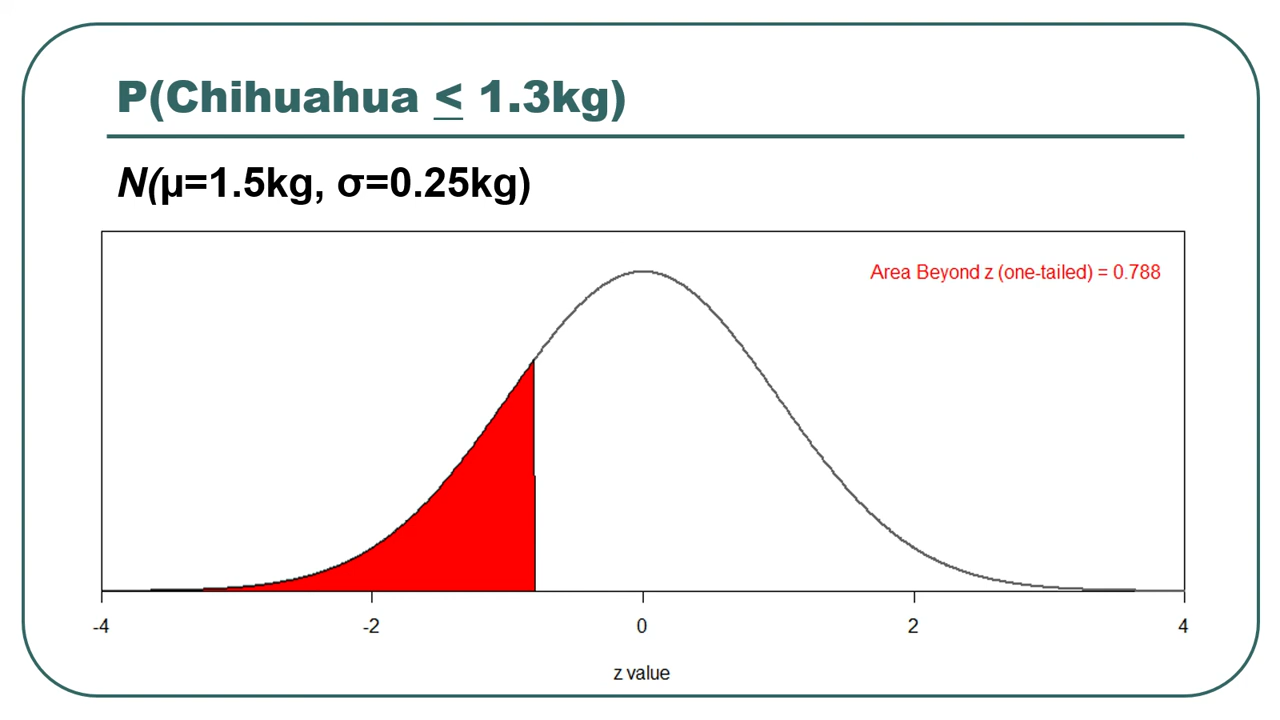 P(Chihuahua ≤ 1.3kg)
N(μ=1.5kg, σ=0.25kg)
Area Beyond z (one-tailed) = 0.788
-4 -2 0 2 4
z value